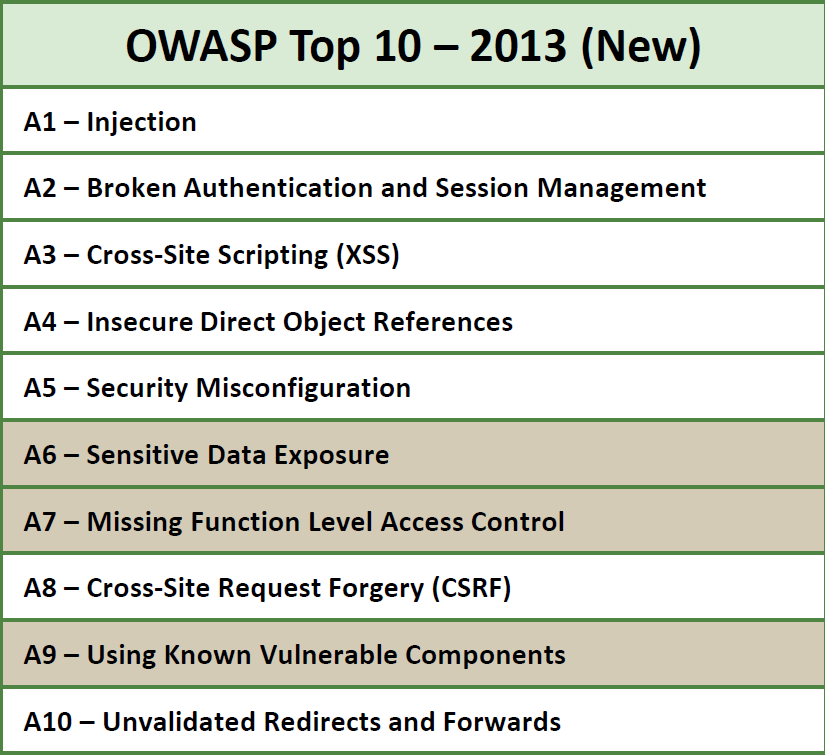 OWASP Top 10 – 2013 (New)
A1 – Injection
A2 – Broken Authentication and Session Management
A3 – Cross-Site Scripting (XSS)
A4 – Insecure Direct Object References
A5 – Security Misconfiguration
A6 – Sensitive Data Exposure
A7 – Missing Function Level Access Control
A8 – Cross-Site Request Forgery (CSRF)
A9 – Using Known Vulnerable Components
A10 – Unvalidated Redirects and Forwards